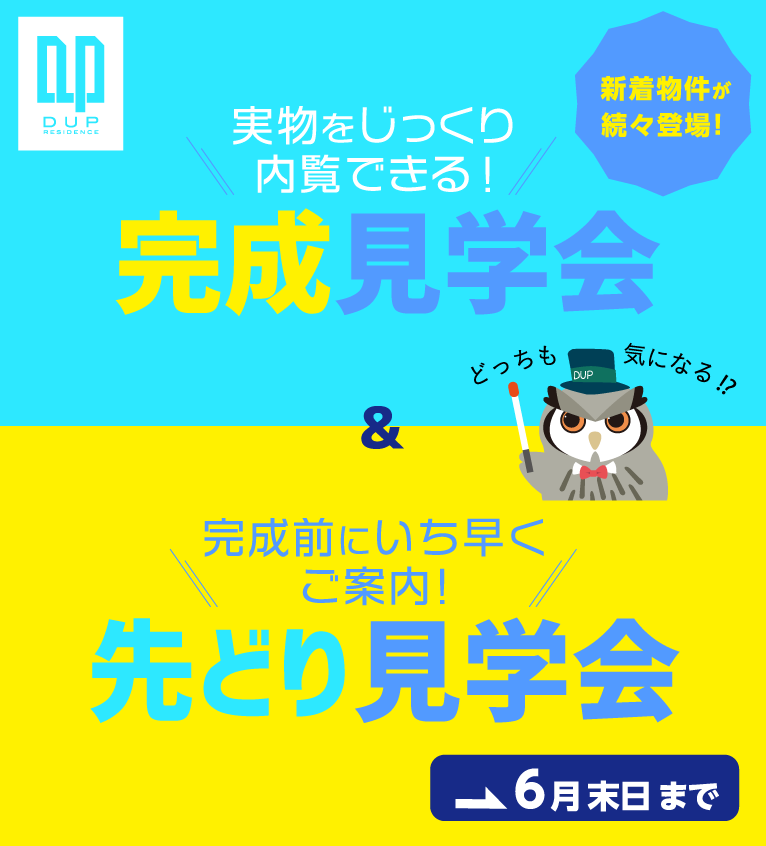 DUP
RESIDENCE
新着物件が
続々登場!
実物をじっくり
内覧できる!
完成見学会
どっちも 気になる!?
DUP
&
完成前にいち早く
ご案内!
先どり見学会
6月末日まで